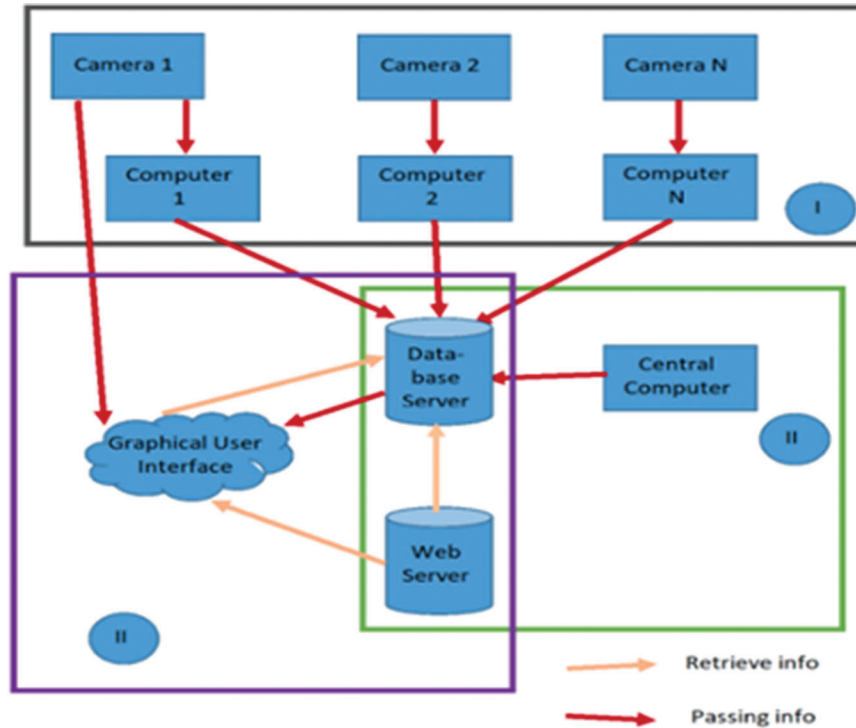 Camera 1
Camera 2
Camera N
Computer
1
Computer
2
Computer
N
I
Data-
base
Server
Central
Computer
Graphical User
Interface
II
Web
Server
II
Retrieve info
Passing info